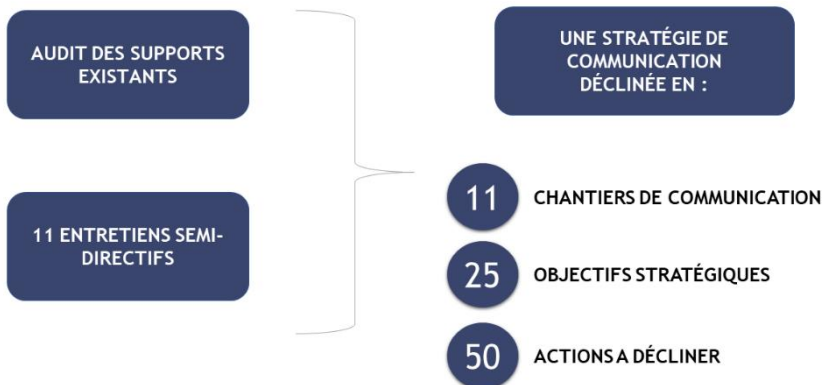 AUDIT DES SUPPORTS
EXISTANTS
11 ENTRETIENS SEMI-
DIRECTIFS
UNE STRATÉGIE DE
COMMUNICATION
DÉCLINÉE EN :
11 CHANTIERS DE COMMUNICATION
25 OBJECTIFS STRATÉGIQUES
50 ACTIONS A DÉCLINER